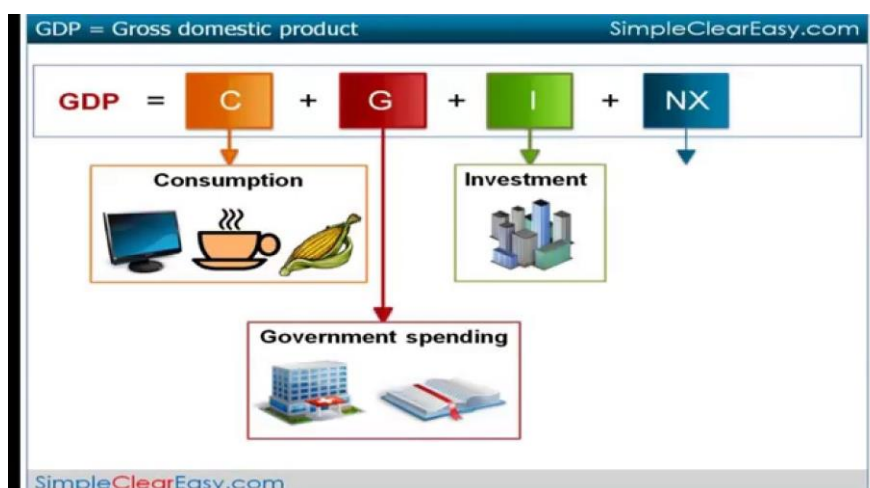 GDP = Gross domestic product SimpleClearEasy.com
GDP = C + G + I + NX
Consumption
Investment
Government spending
SimpleClearEasy.com